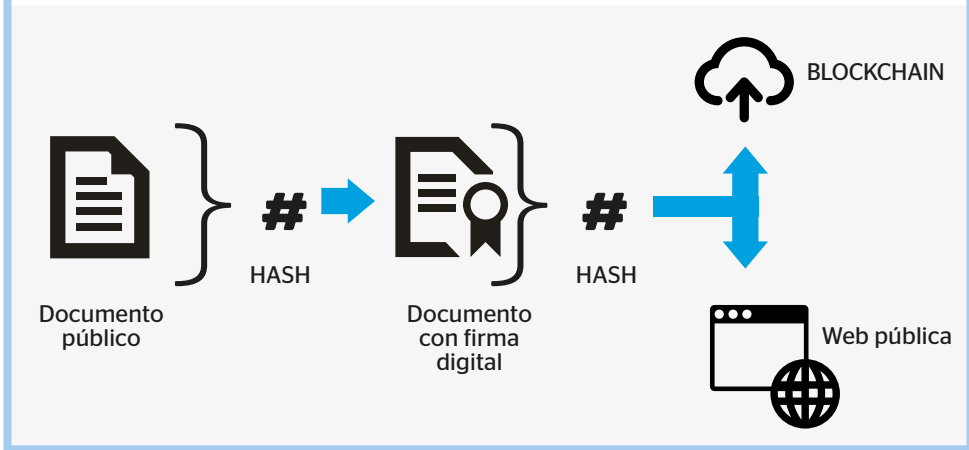 Documento
público
#
HASH
Documento
con firma
digital
#
HASH
BLOCKCHAIN
Web pública